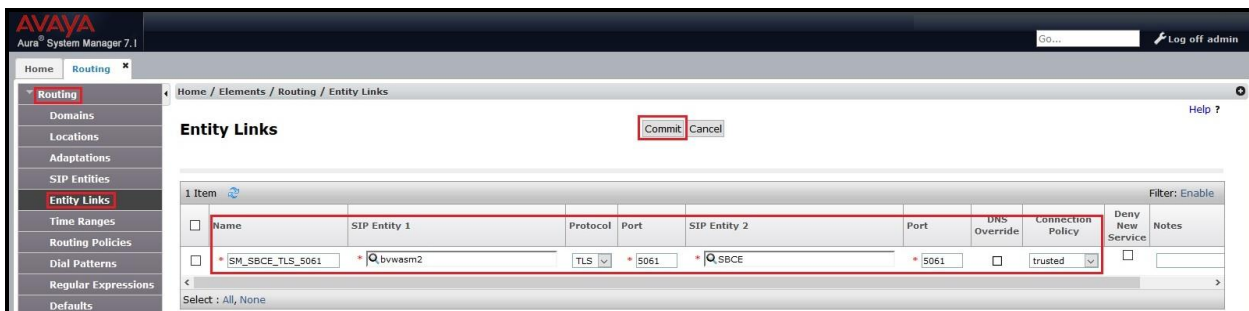 AVAYA
Aura® System Manager 7.1
Go...
Log off admin
Home Routing ×
Routing
Domains
Locations
Adaptations
SIP Entities
Entity Links
Time Ranges
Routing Policies
Dial Patterns
Regular Expressions
Defaults
Home / Elements / Routing / Entity Links
Help ?
Entity Links
Commit Cancel
1 Item
Filter: Enable
Name SIP Entity 1 Protocol Port SIP Entity 2 Port DNS Override Connection Policy Deny New Service Notes
* SM_SBCE_TLS_5061 * bvwasm2 TLS * 5061 * SBCE * 5061 trusted
Select : All, None